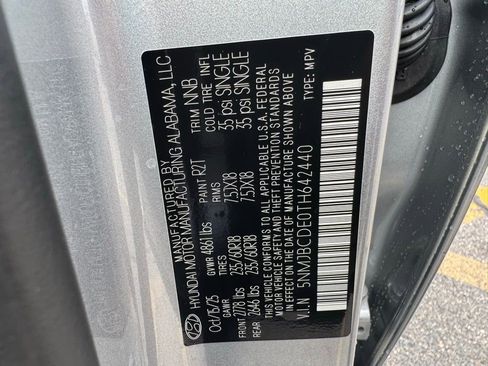 MANUFACTURED BY
HYUNDAI MOTOR MANUFACTURING ALABAMA, LLC
Oct/15/25 PAINT R2T TRIM NNB
GVWR 4861 lbs
GAWR TIRES RIMS COLD TIRE INFL
FRONT 2778 lbs 235/60R18 7.5JX18 35 psi SINGLE
REAR 2646 lbs 235/60R18 7.5JX18 35 psi SINGLE
THIS VEHICLE CONFORMS TO ALL APPLICABLE U.S.A. FEDERAL
MOTOR VEHICLE SAFETY BUMPER, AND THEFT PREVENTION STANDARDS
IN EFFECT ON THE DATE OF MANUFACTURE SHOWN ABOVE.
V.I.N 5NMJBCDE0TH642440 TYPE: MPV